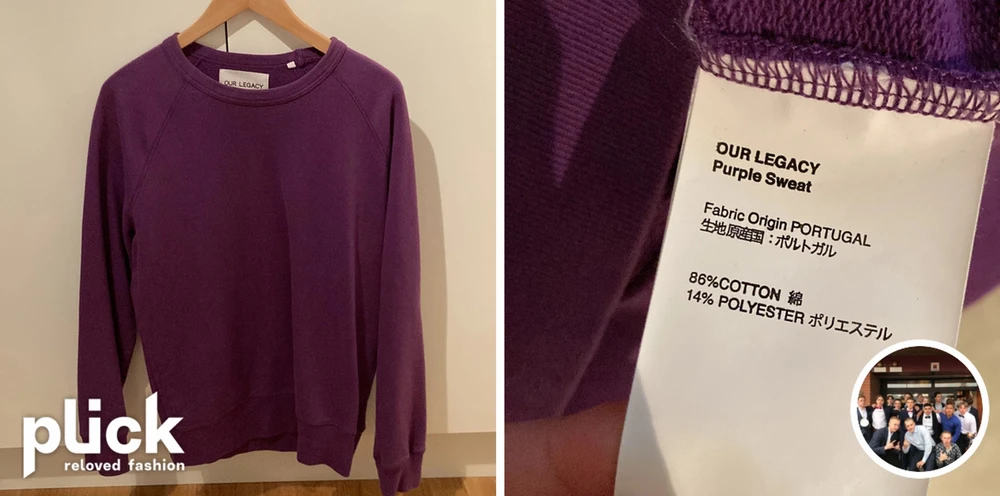 OUR LEGACY
plick
reloved fashion
OUR LEGACY
Purple Sweat
Fabric Origin PORTUGAL
生地原産国：ポルトガル
86%COTTON 綿
14% POLYESTER ポリエステル